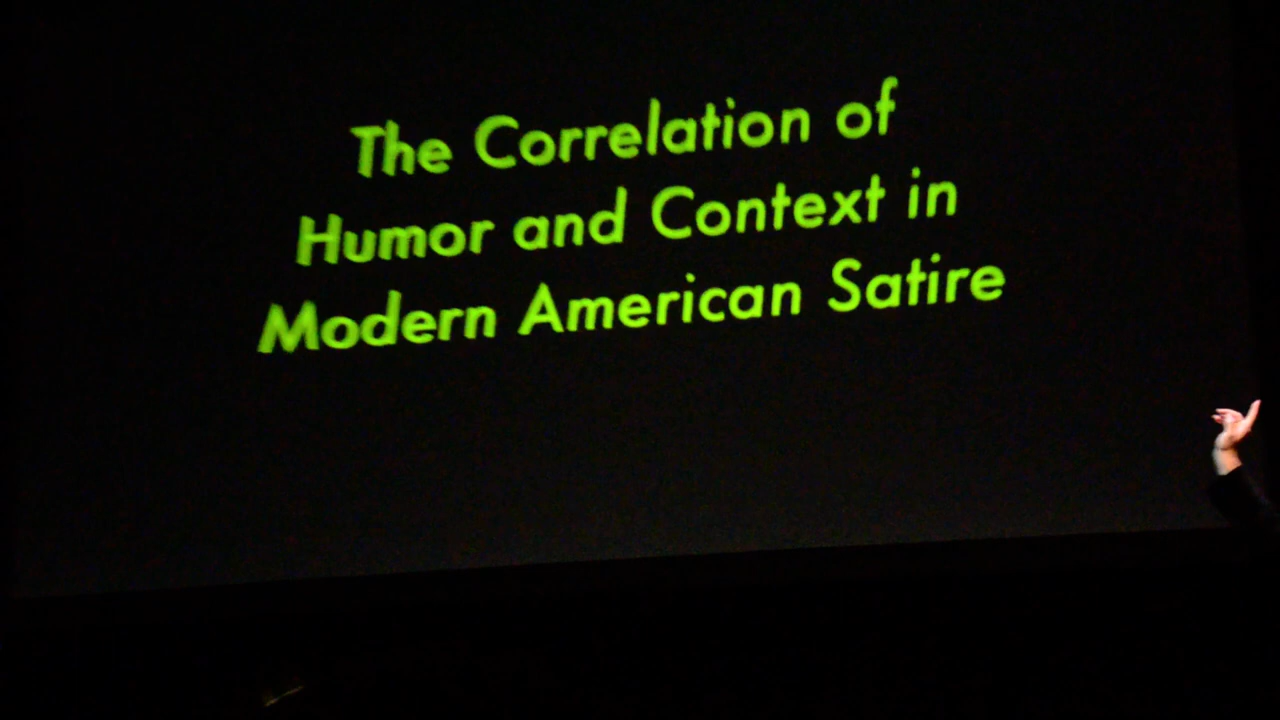 The Correlation of
Humor and Context in
Modern American Satire